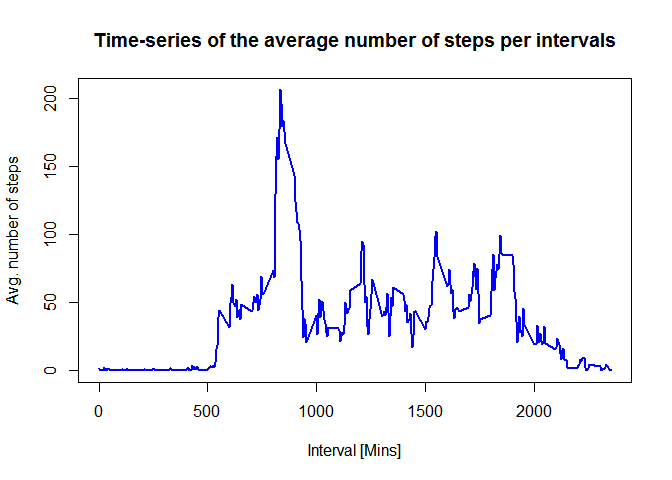 Time-series of the average number of steps per intervals
Avg. number of steps
200
150
100
50
0
0 500 1000 1500 2000
Interval [Mins]